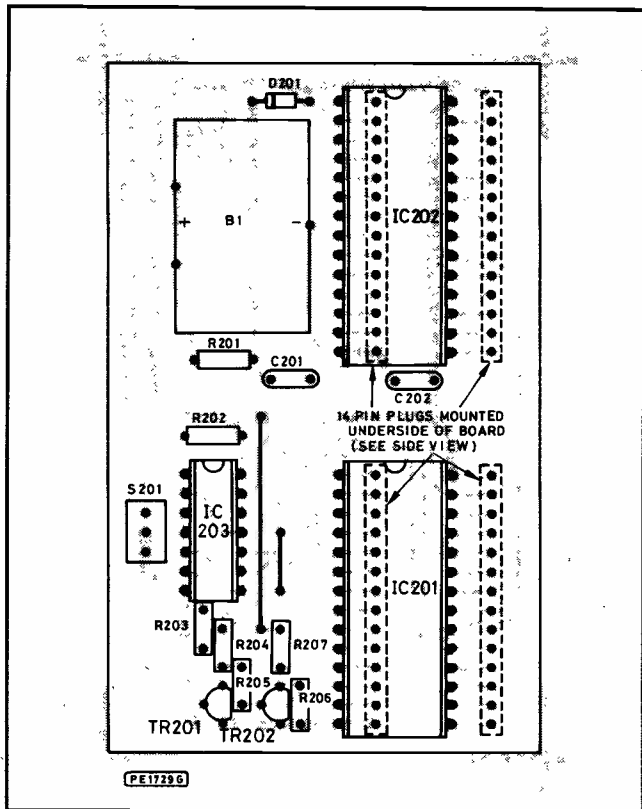 D201
+ B1 -
IC202
R201
C201
C202
14 PIN PLUGS MOUNTED
UNDERSIDE OF BOARD
(SEE SIDE VIEW)
R202
S201
IC
203
IC201
R203
R204
R207
R205
R206
TR201
TR202
PE1729G